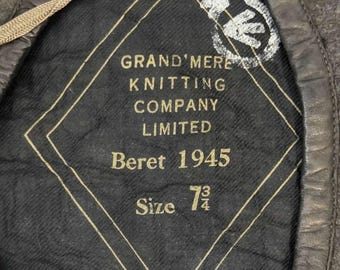 GRAND'MERE
KNITTING
COMPANY
LIMITED
Beret 1945
Size 7¾